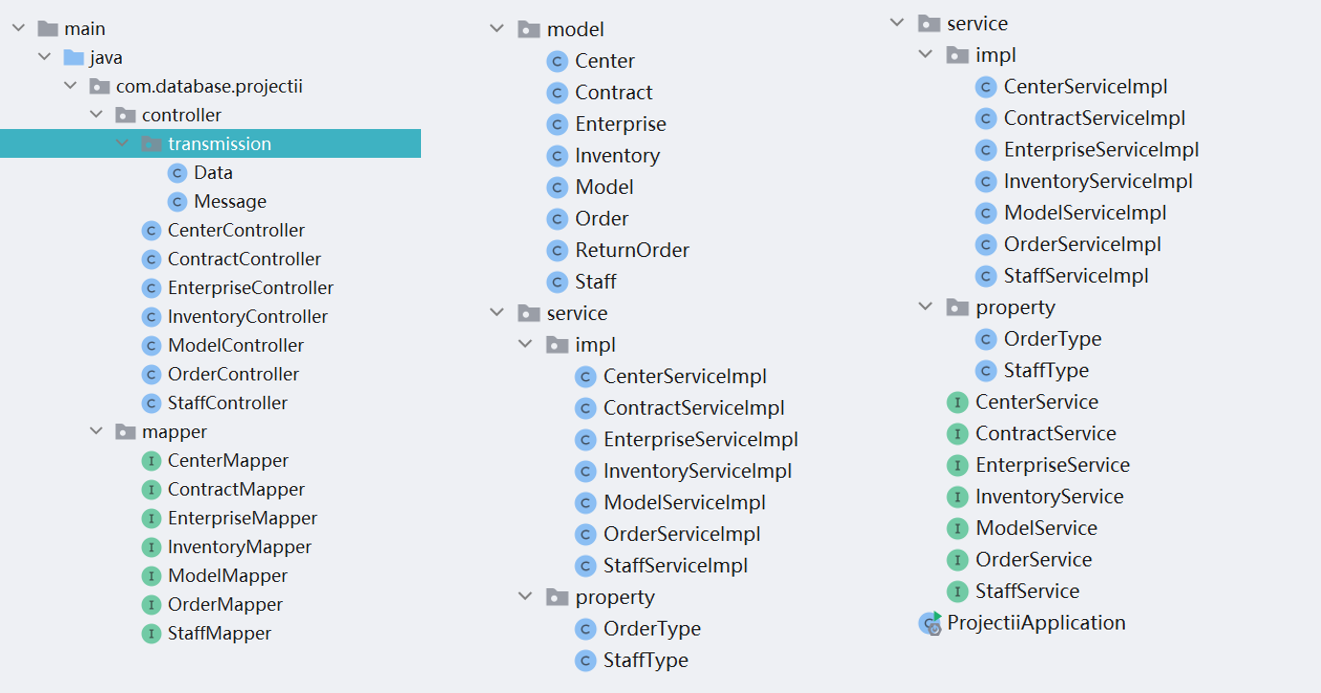 main
java
com.database.projectii
controller
transmission
Data
Message
CenterController
ContractController
EnterpriseController
InventoryController
ModelController
OrderController
StaffController
mapper
CenterMapper
ContractMapper
EnterpriseMapper
InventoryMapper
ModelMapper
OrderMapper
StaffMapper
model
Center
Contract
Enterprise
Inventory
Model
Order
ReturnOrder
Staff
service
impl
CenterServiceImpl
ContractServiceImpl
EnterpriseServiceImpl
InventoryServiceImpl
ModelServiceImpl
OrderServiceImpl
StaffServiceImpl
property
OrderType
StaffType
service
impl
CenterServiceImpl
ContractServiceImpl
EnterpriseServiceImpl
InventoryServiceImpl
ModelServiceImpl
OrderServiceImpl
StaffServiceImpl
property
OrderType
StaffType
CenterService
ContractService
EnterpriseService
InventoryService
ModelService
OrderService
StaffService
ProjectiiApplication